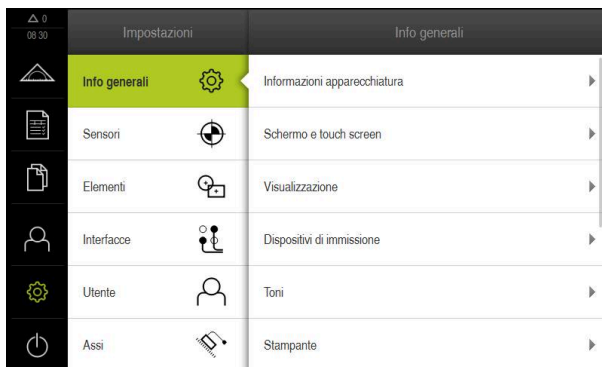 0
08 30
Impostazioni
Info generali
Info generali
Sensori
Elementi
Interfacce
Utente
Assi
Informazioni apparecchiatura
Schermo e touch screen
Visualizzazione
Dispositivi di immissione
Toni
Stampante